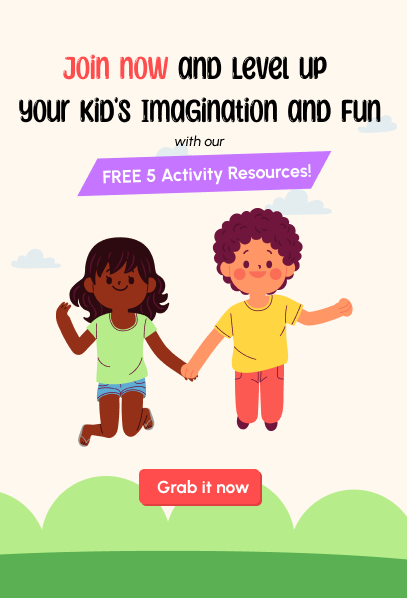 Join now and Level up
your Kid's Imagination and Fun
with our
FREE 5 Activity Resources!
Grab it now